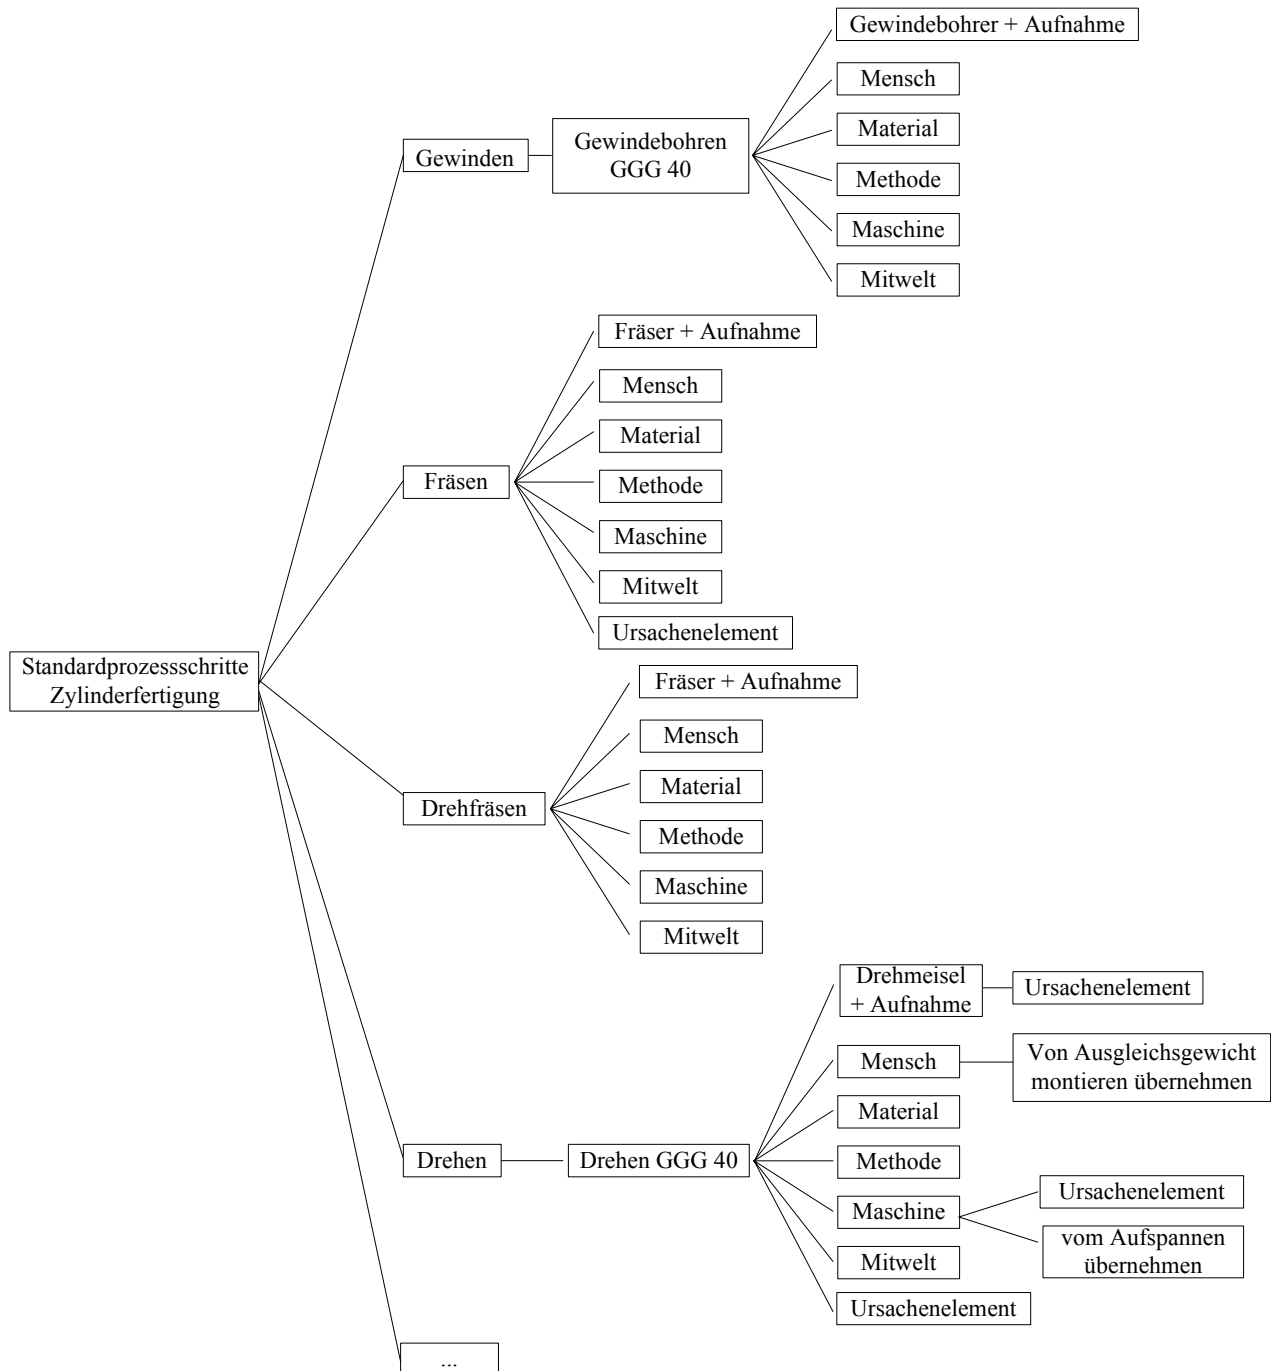 Gewindebohrer + Aufnahme
Mensch
Material
Gewinden
Gewindebohren
GGG 40
Methode
Maschine
Mitwelt
Fräser + Aufnahme
Mensch
Material
Fräsen
Methode
Maschine
Mitwelt
Ursachenelement
Standardprozessschritte
Zylinderfertigung
Fräser + Aufnahme
Mensch
Material
Drehfräsen
Methode
Maschine
Mitwelt
Drehmeisel
+ Aufnahme
Ursachenelement
Mensch
Von Ausgleichsgewicht
montieren übernehmen
Material
Drehen
Drehen GGG 40
Methode
Maschine
Ursachenelement
vom Aufspannen
übernehmen
Mitwelt
Ursachenelement
...